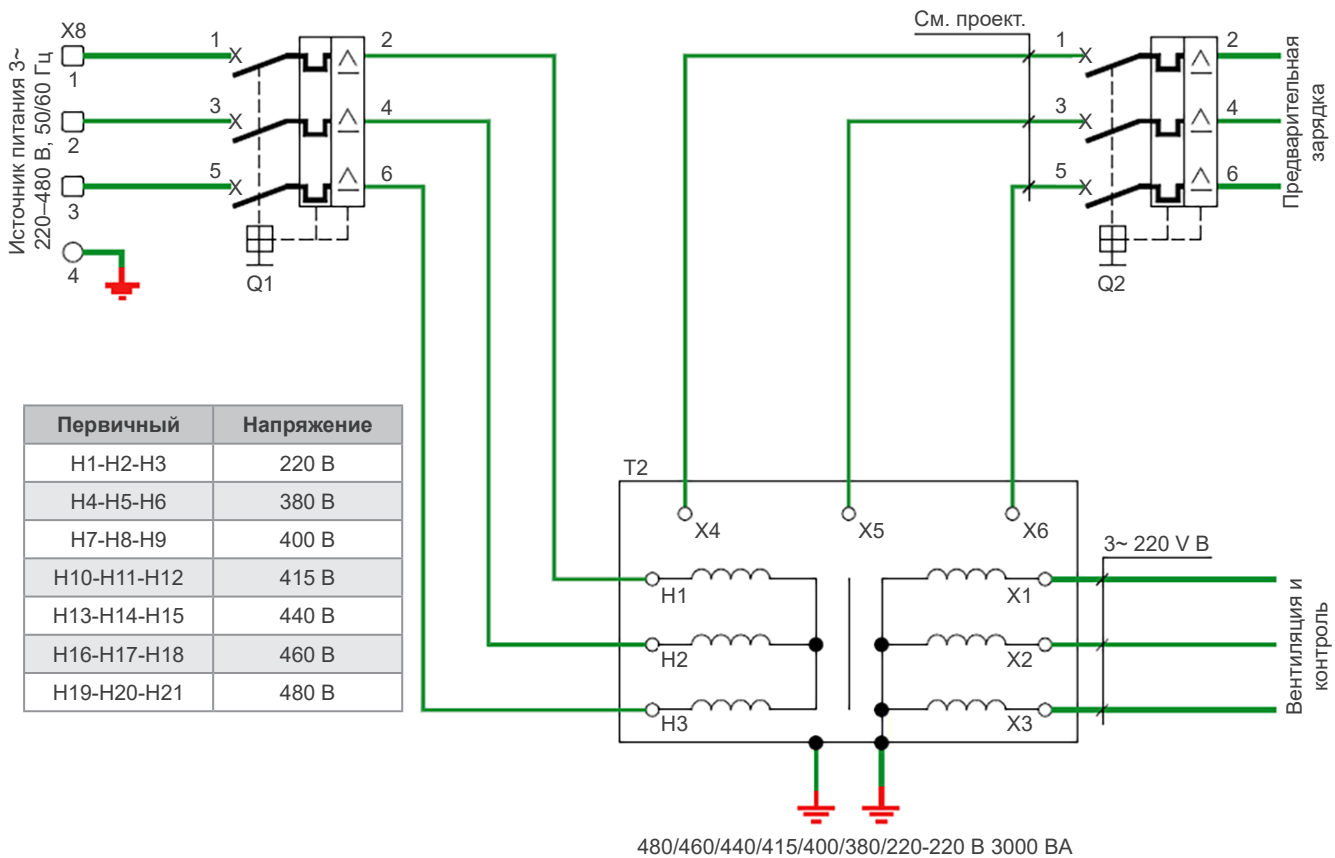 X8
1
2
3
4
Источник питания 3~
220–480 В, 50/60 Гц
1
3
5
2
4
6
Q1
См. проект.
1
3
5
2
4
6
Q2
Предварительная
зарядка
Первичный Напряжение
H1-H2-H3 220 В
H4-H5-H6 380 В
H7-H8-H9 400 В
H10-H11-H12 415 В
H13-H14-H15 440 В
H16-H17-H18 460 В
H19-H20-H21 480 В
T2
X4
X5
X6
H1
H2
H3
X1
X2
X3
3~ 220 V В
Вентиляция и
контроль
480/460/440/415/400/380/220-220 В 3000 ВА